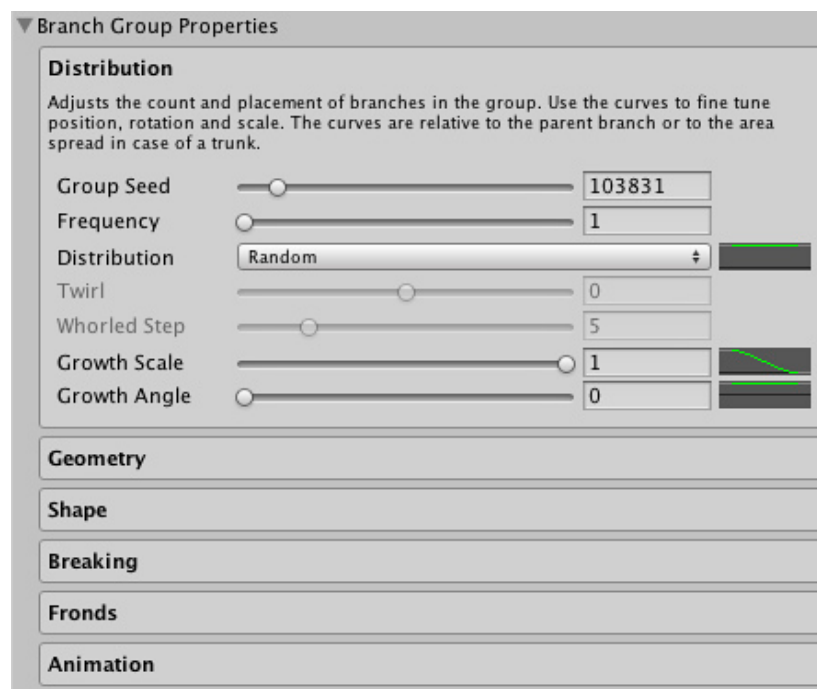 Branch Group Properties
Distribution
Adjusts the count and placement of branches in the group. Use the curves to fine tune
position, rotation and scale. The curves are relative to the parent branch or to the area
spread in case of a trunk.
Group Seed 103831
Frequency 1
Distribution Random
Twirl 0
Whorled Step 5
Growth Scale 1
Growth Angle 0
Geometry
Shape
Breaking
Fronds
Animation